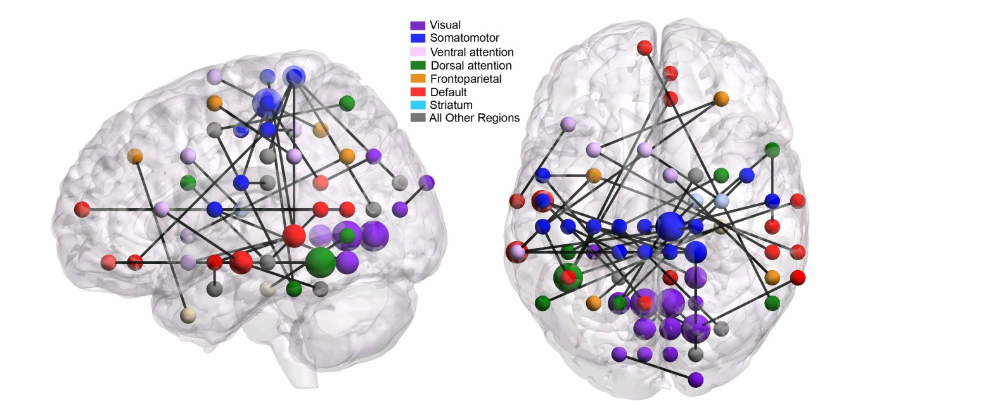 Visual
Somatomotor
Ventral attention
Dorsal attention
Frontoparietal
Default
Striatum
All Other Regions